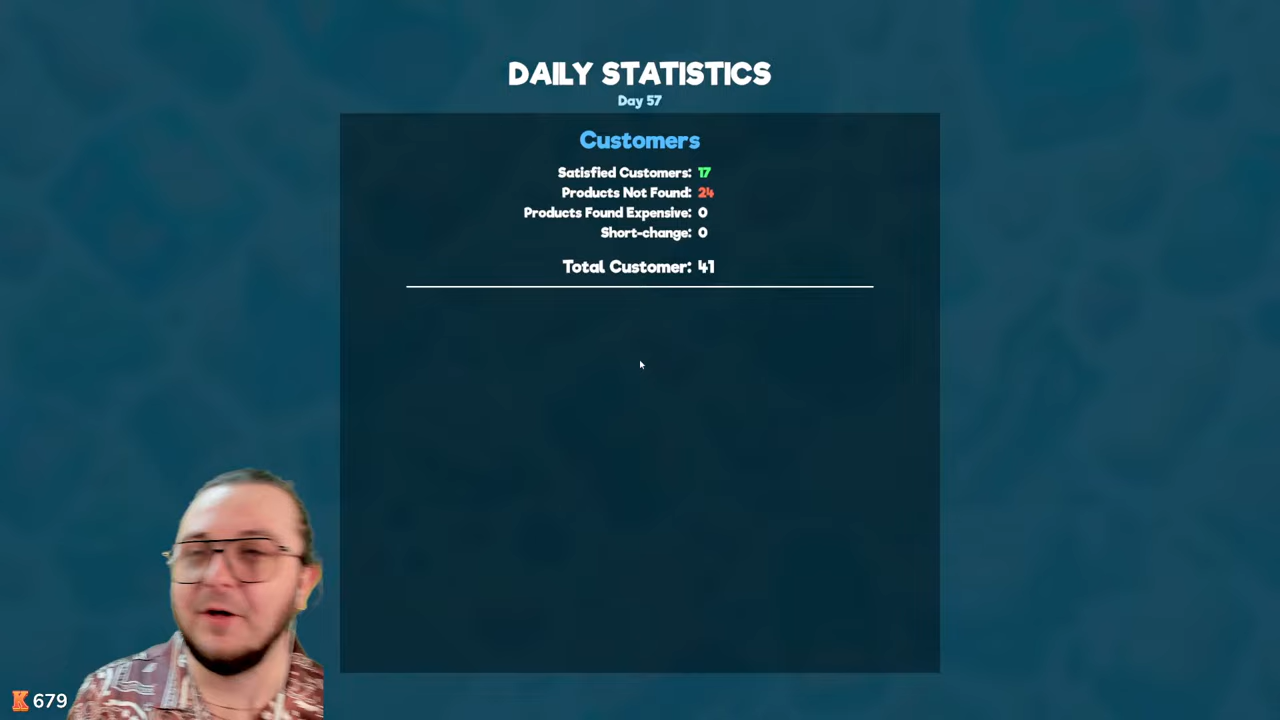 DAILY STATISTICS
Day 57
Customers
Satisfied Customers: 17
Products Not Found: 24
Products Found Expensive: 0
Short-change: 0
Total Customer: 41
K 679